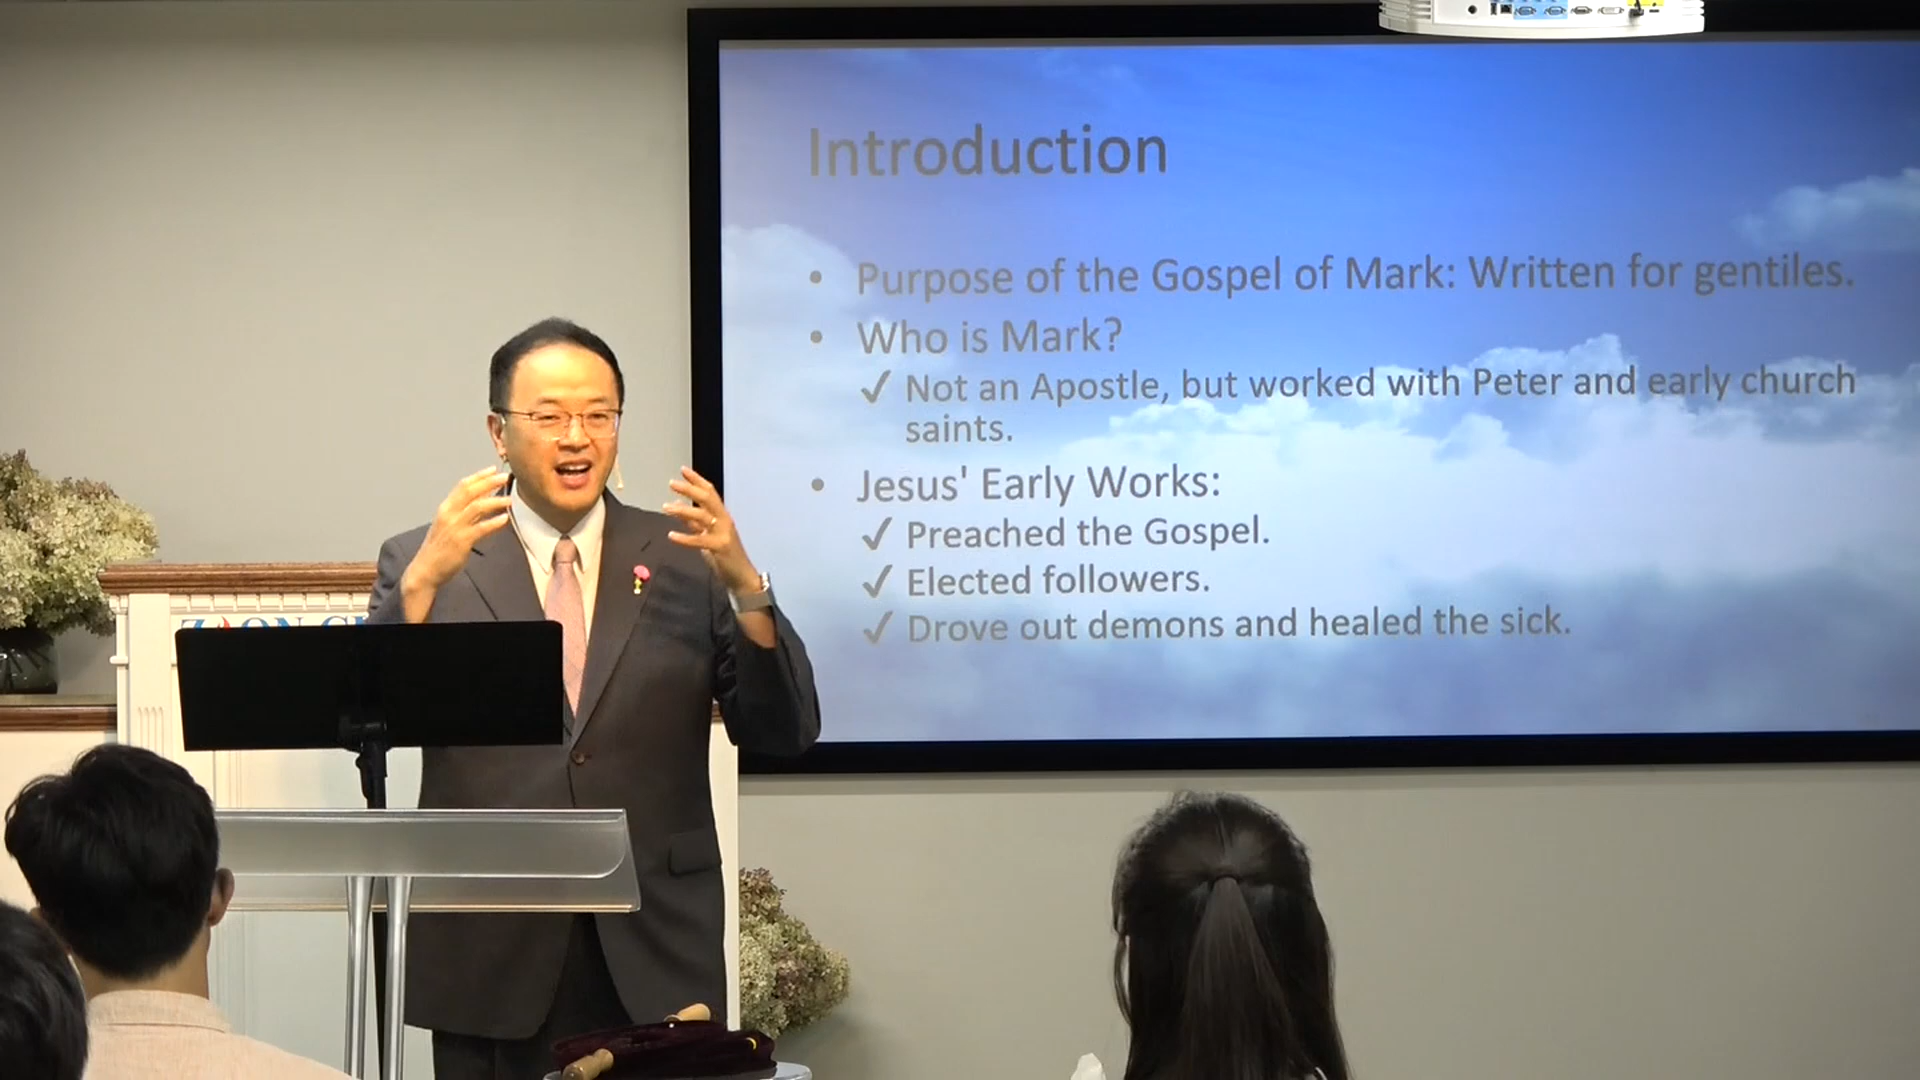 Introduction
• Purpose of the Gospel of Mark: Written for gentiles.
• Who is Mark?
✓ Not an Apostle, but worked with Peter and early church
saints.
• Jesus' Early Works:
✓ Preached the Gospel.
✓ Elected followers.
✓ Drove out demons and healed the sick.
ZION